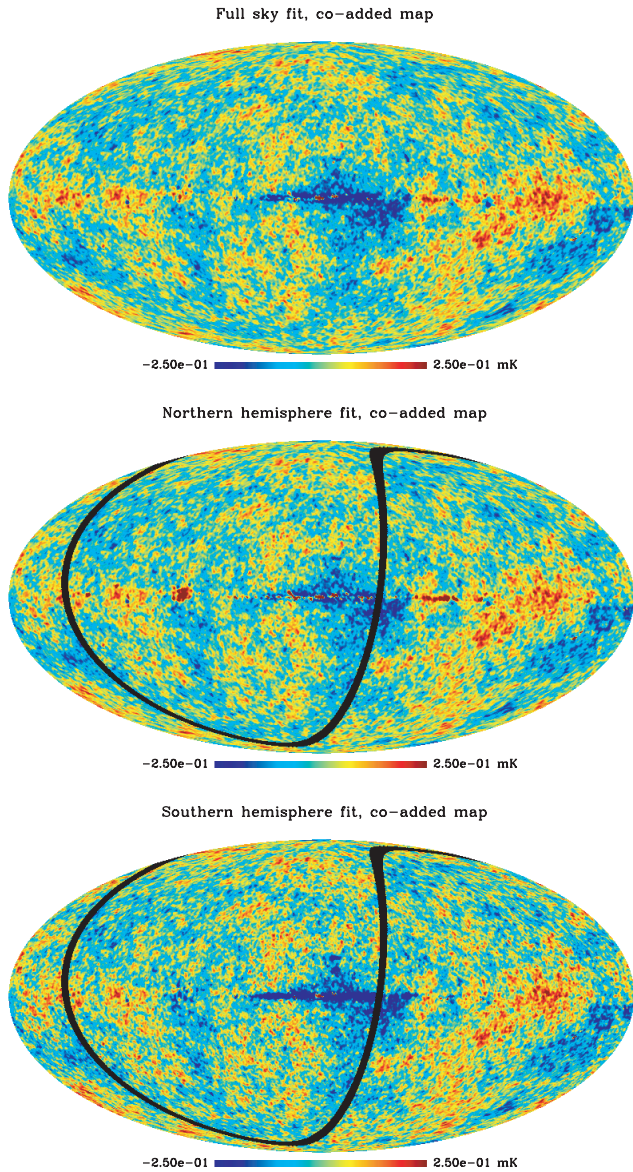 Full sky fit, co−added map
−2.50e−01 2.50e−01 mK
Northern hemisphere fit, co−added map
−2.50e−01 2.50e−01 mK
Southern hemisphere fit, co−added map
−2.50e−01 2.50e−01 mK